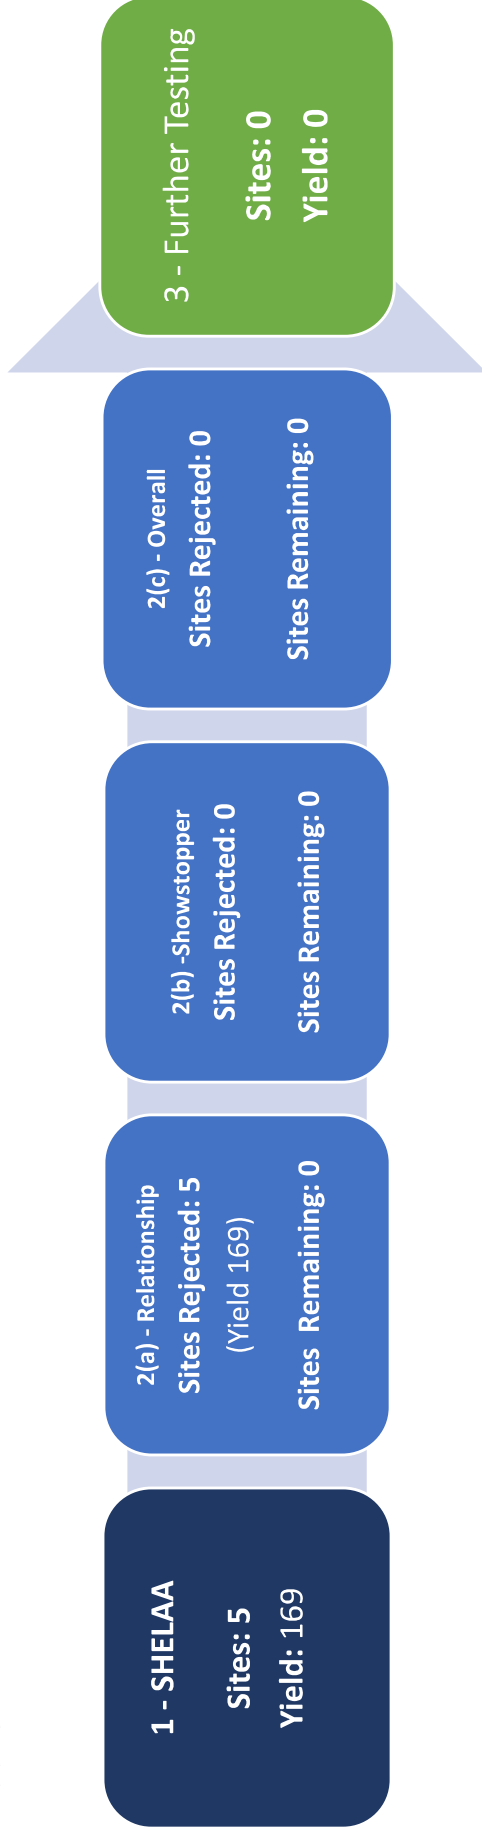 1 - SHELAA
Sites: 5
Yield: 169
2(a) - Relationship
Sites Rejected: 5
(Yield 169)
Sites Remaining: 0
2(b) -Showstopper
Sites Rejected: 0
Sites Remaining: 0
2(c) - Overall
Sites Rejected: 0
Sites Remaining: 0
3 - Further Testing
Sites: 0
Yield: 0